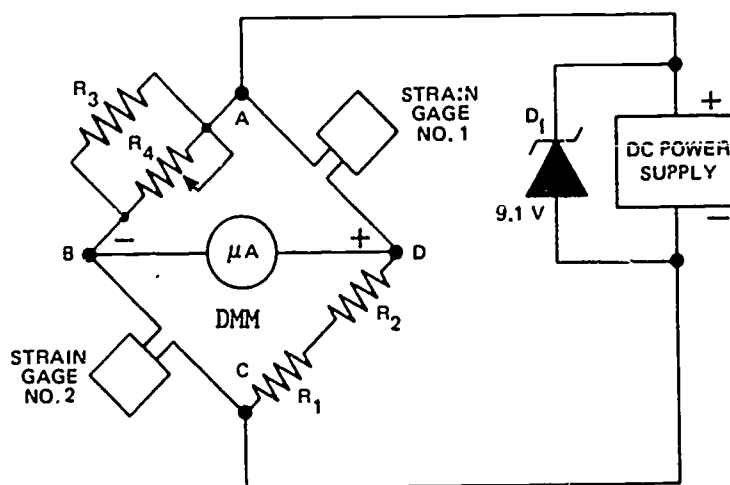 R3
R4
A
STRAIN
GAGE
NO. 1
D1
+
DC POWER
SUPPLY
9.1 V
−
−
+
B
μA
D
DMM
R2
STRAIN
GAGE
NO. 2
C
R1